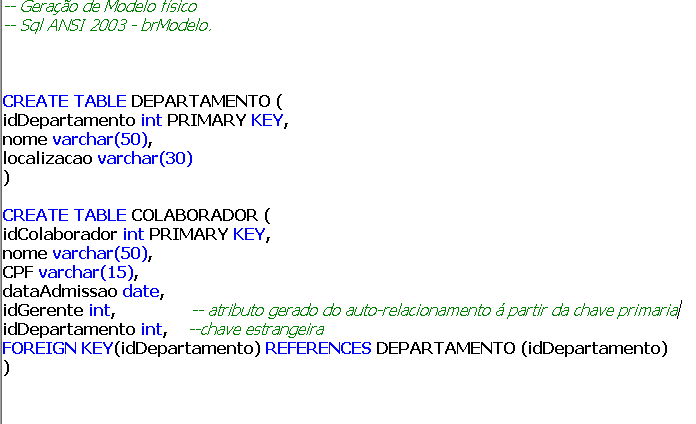 -- Geração de Modelo físico
-- Sql ANSI 2003 - brModelo.
CREATE TABLE DEPARTAMENTO (
idDepartamento int PRIMARY KEY,
nome varchar(50),
localizacao varchar(30)
)
CREATE TABLE COLABORADOR (
idColaborador int PRIMARY KEY,
nome varchar(50),
CPF varchar(15),
dataAdmissao date,
idGerente int, -- atributo gerado do auto-relacionamento á partir da chave primaria
idDepartamento int, --chave estrangeira
FOREIGN KEY(idDepartamento) REFERENCES DEPARTAMENTO (idDepartamento)
)